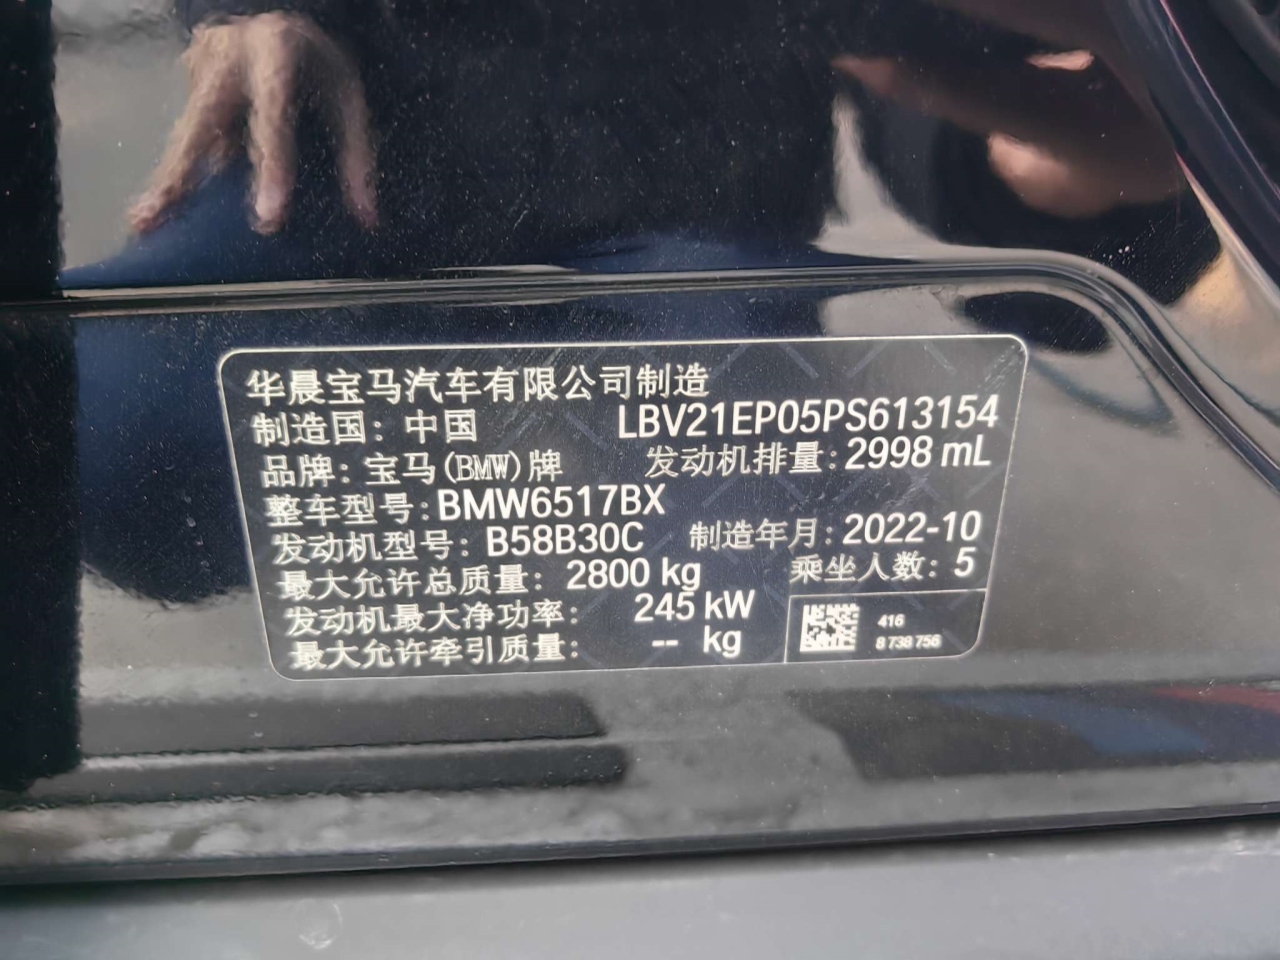 华晨宝马汽车有限公司制造
制造国：中国 LBV21EP05PS613154
品牌：宝马(BMW)牌 发动机排量：2998 mL
整车型号：BMW6517BX
发动机型号：B58B30C 制造年月：2022-10
最大允许总质量：2800 kg 乘坐人数：5
发动机最大净功率：245 kW
最大允许牵引质量：-- kg
416
8 738 756